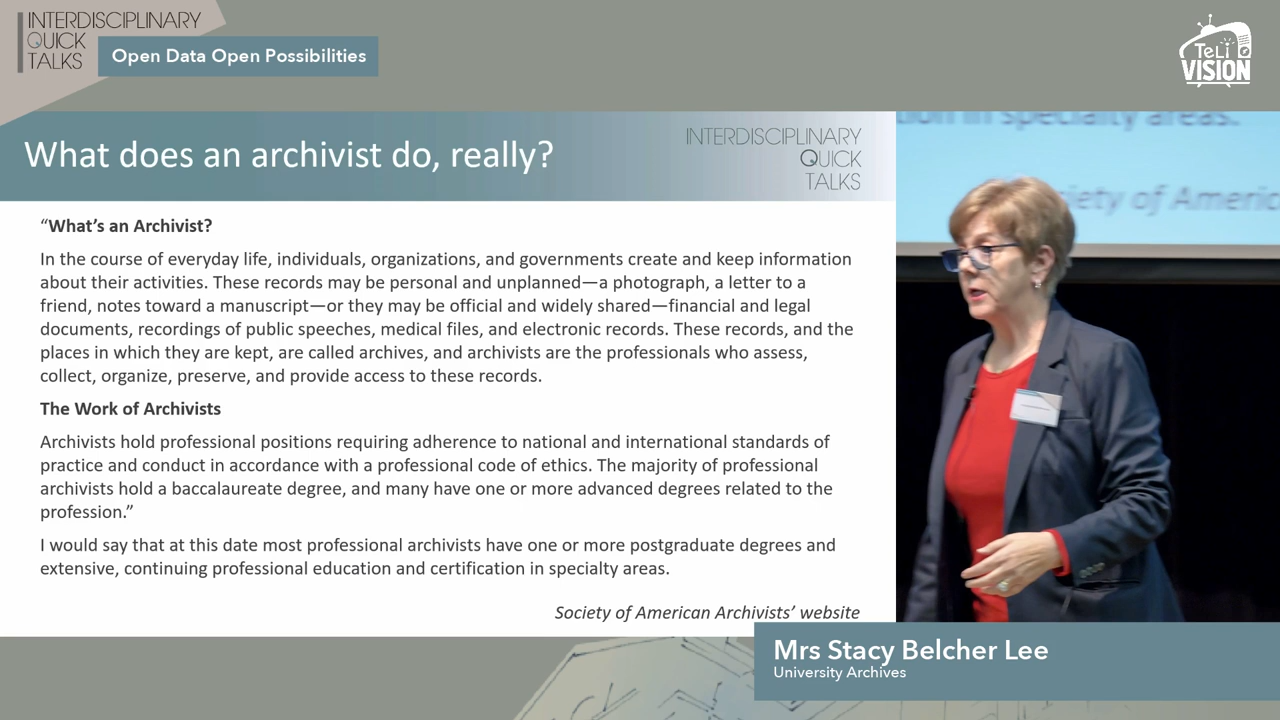 INTERDISCIPLINARY
QUICK
TALKS
Open Data Open Possibilities
TeLi
VISION
What does an archivist do, really?
INTERDISCIPLINARY
QUICK
TALKS
“What’s an Archivist?
In the course of everyday life, individuals, organizations, and governments create and keep information
about their activities. These records may be personal and unplanned—a photograph, a letter to a
friend, notes toward a manuscript—or they may be official and widely shared—financial and legal
documents, recordings of public speeches, medical files, and electronic records. These records, and the
places in which they are kept, are called archives, and archivists are the professionals who assess,
collect, organize, preserve, and provide access to these records.
The Work of Archivists
Archivists hold professional positions requiring adherence to national and international standards of
practice and conduct in accordance with a professional code of ethics. The majority of professional
archivists hold a baccalaureate degree, and many have one or more advanced degrees related to the
profession.”
I would say that at this date most professional archivists have one or more postgraduate degrees and
extensive, continuing professional education and certification in specialty areas.
Society of American Archivists’ website
in specialty areas.
of
Mrs Stacy Belcher Lee
University Archives